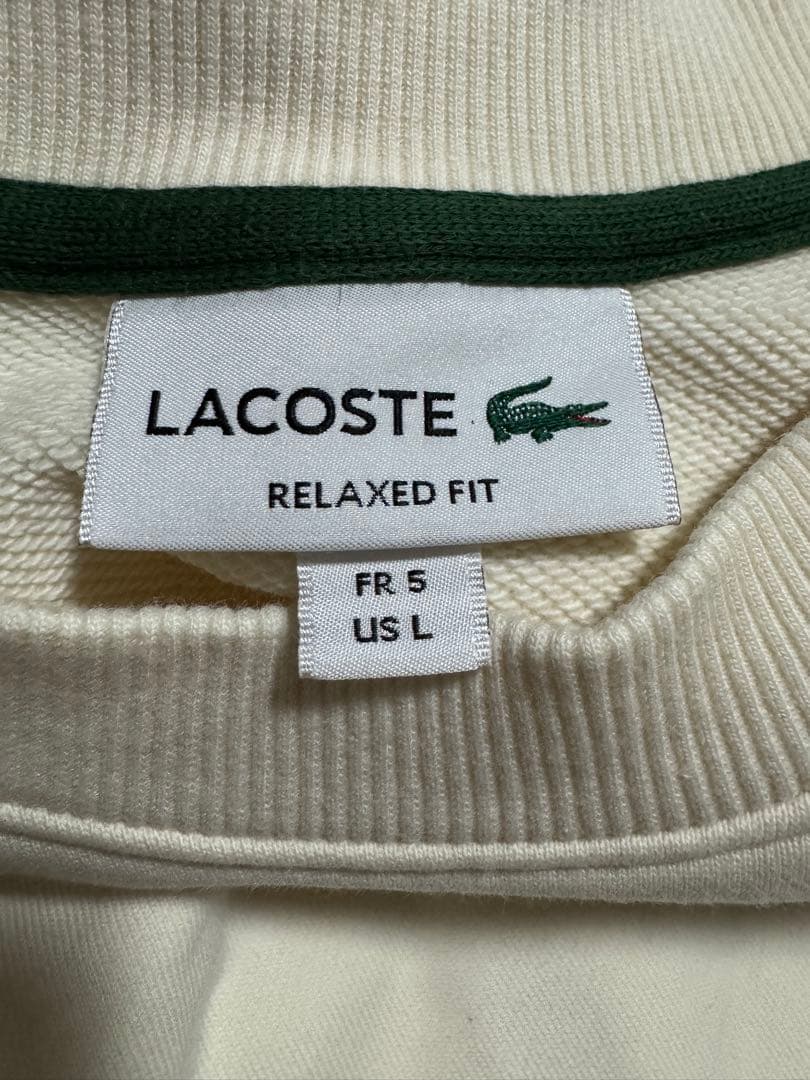 LACOSTE
RELAXED FIT
FR 5
US L